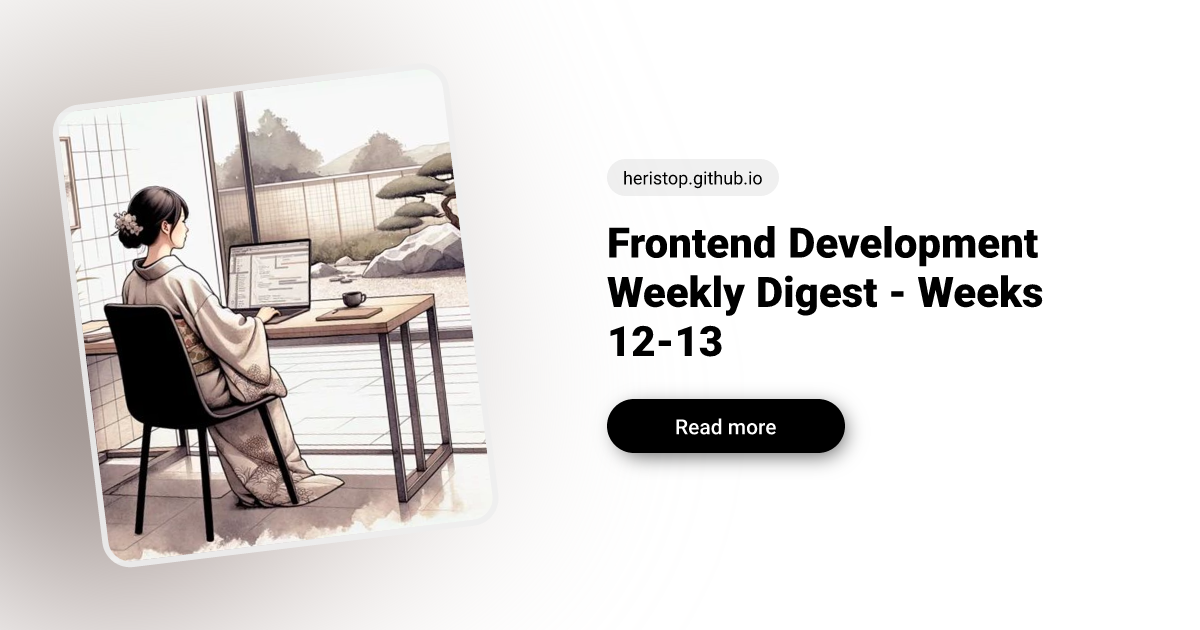 heristop.github.io
Frontend Development
Weekly Digest - Weeks
12-13
Read more